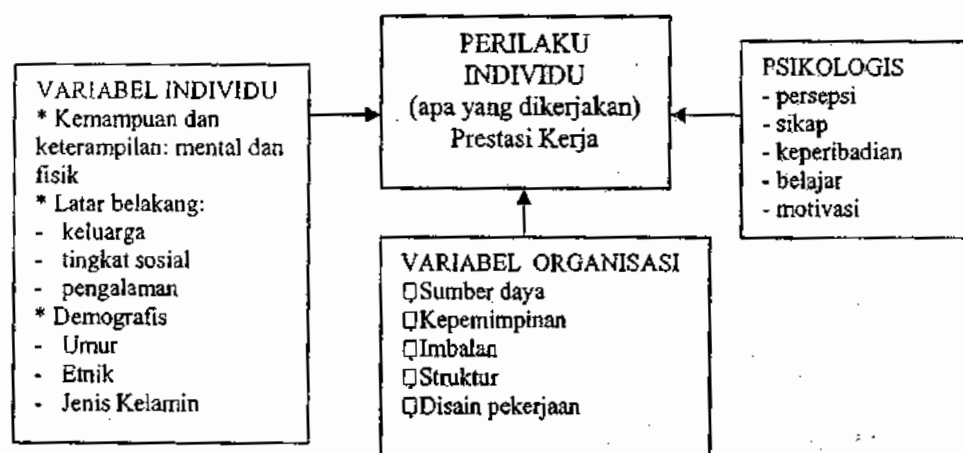 VARIABEL INDIVIDU
* Kemampuan dan
keterampilan: mental dan
fisik
* Latar belakang:
- keluarga
- tingkat sosial
- pengalaman
* Demografis
- Umur
- Etnik
- Jenis Kelamin
PERILAKU
INDIVIDU
(apa yang dikerjakan)
Prestasi Kerja
VARIABEL ORGANISASI
❑Sumber daya
❑Kepemimpinan
❑Imbalan
❑Struktur
❑Disain pekerjaan
PSIKOLOGIS
- persepsi
- sikap
- keperibadian
- belajar
- motivasi